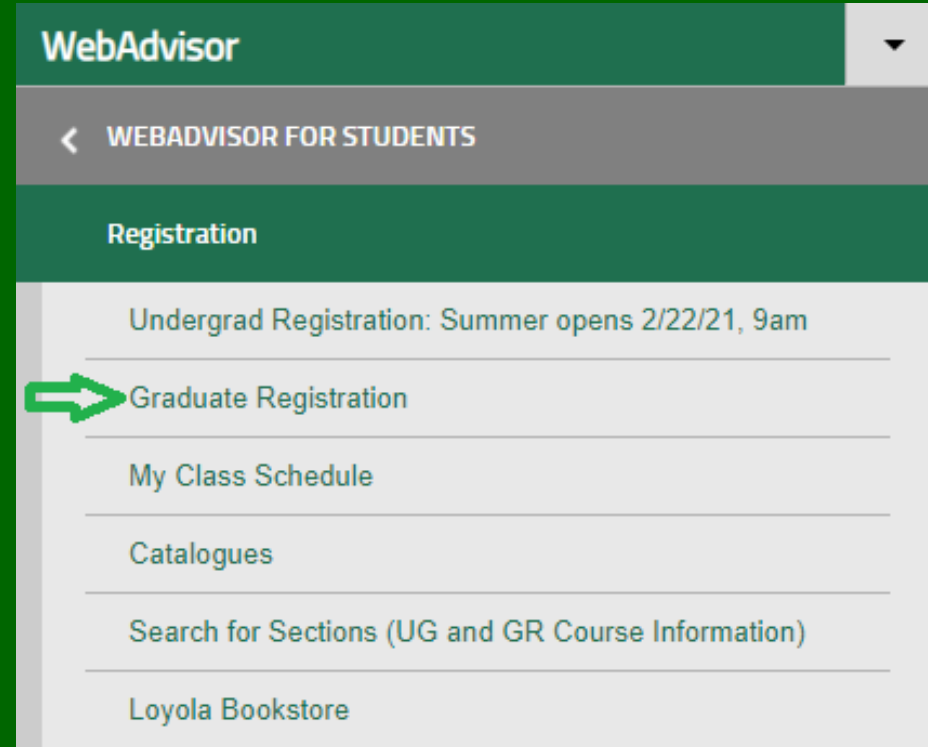 WebAdvisor
WEBADVISOR FOR STUDENTS
Registration
Undergrad Registration: Summer opens 2/22/21, 9am
Graduate Registration
My Class Schedule
Catalogues
Search for Sections (UG and GR Course Information)
Loyola Bookstore